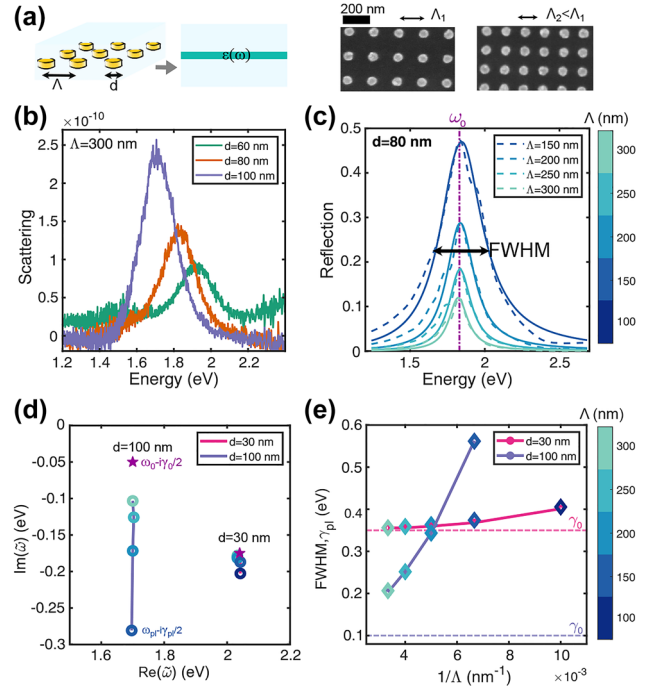 (a)
Λ
d
ε(ω)
200 nm
Λ₁
Λ₂<Λ₁
(b)
×10⁻¹⁰
Λ=300 nm
d=60 nm
d=80 nm
d=100 nm
Scattering
2.5
2
1.5
1
0.5
0
1.2 1.4 1.6 1.8 2 2.2
Energy (eV)
(c)
ω₀
d=80 nm
Λ=150 nm
Λ=200 nm
Λ=250 nm
Λ=300 nm
FWHM
Reflection
0.5
0.4
0.3
0.2
0.1
0
1.5 2 2.5
Energy (eV)
Λ (nm)
300
250
200
150
100
(d)
d=100 nm
ω₀-iγ₀/2
d=30 nm
d=100 nm
d=30 nm
ωpl-iγpl/2
Im(ω̃) (eV)
0
-0.05
-0.1
-0.15
-0.2
-0.25
-0.3
1.6 1.8 2 2.2
Re(ω̃) (eV)
(e)
d=30 nm
d=100 nm
γ₀
γ₀
FWHM,γpl (eV)
0.6
0.5
0.4
0.3
0.2
0.1
4 6 8 10
1/Λ (nm⁻¹)
×10⁻³
Λ (nm)
300
250
200
150
100